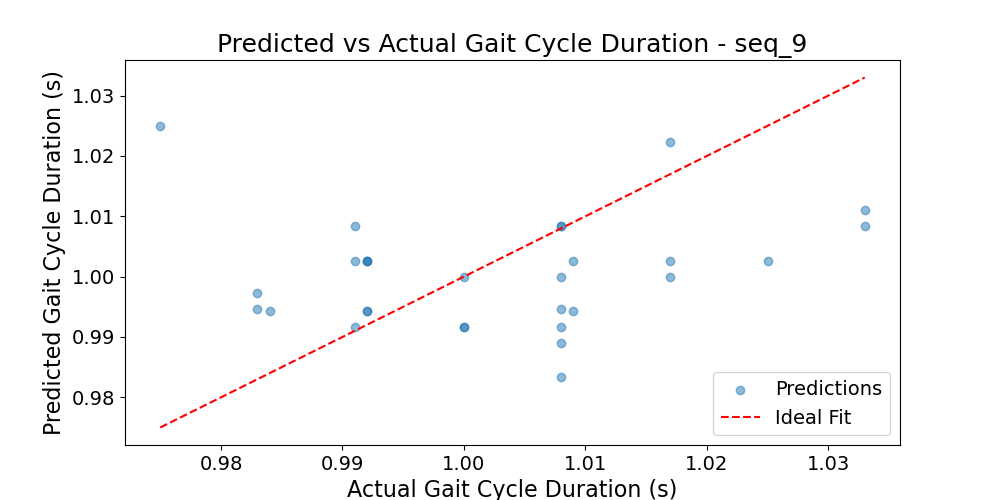 Predicted vs Actual Gait Cycle Duration - seq_9
Predicted Gait Cycle Duration (s)
1.03
1.02
1.01
1.00
0.99
0.98
Predictions
Ideal Fit
0.98 0.99 1.00 1.01 1.02 1.03
Actual Gait Cycle Duration (s)